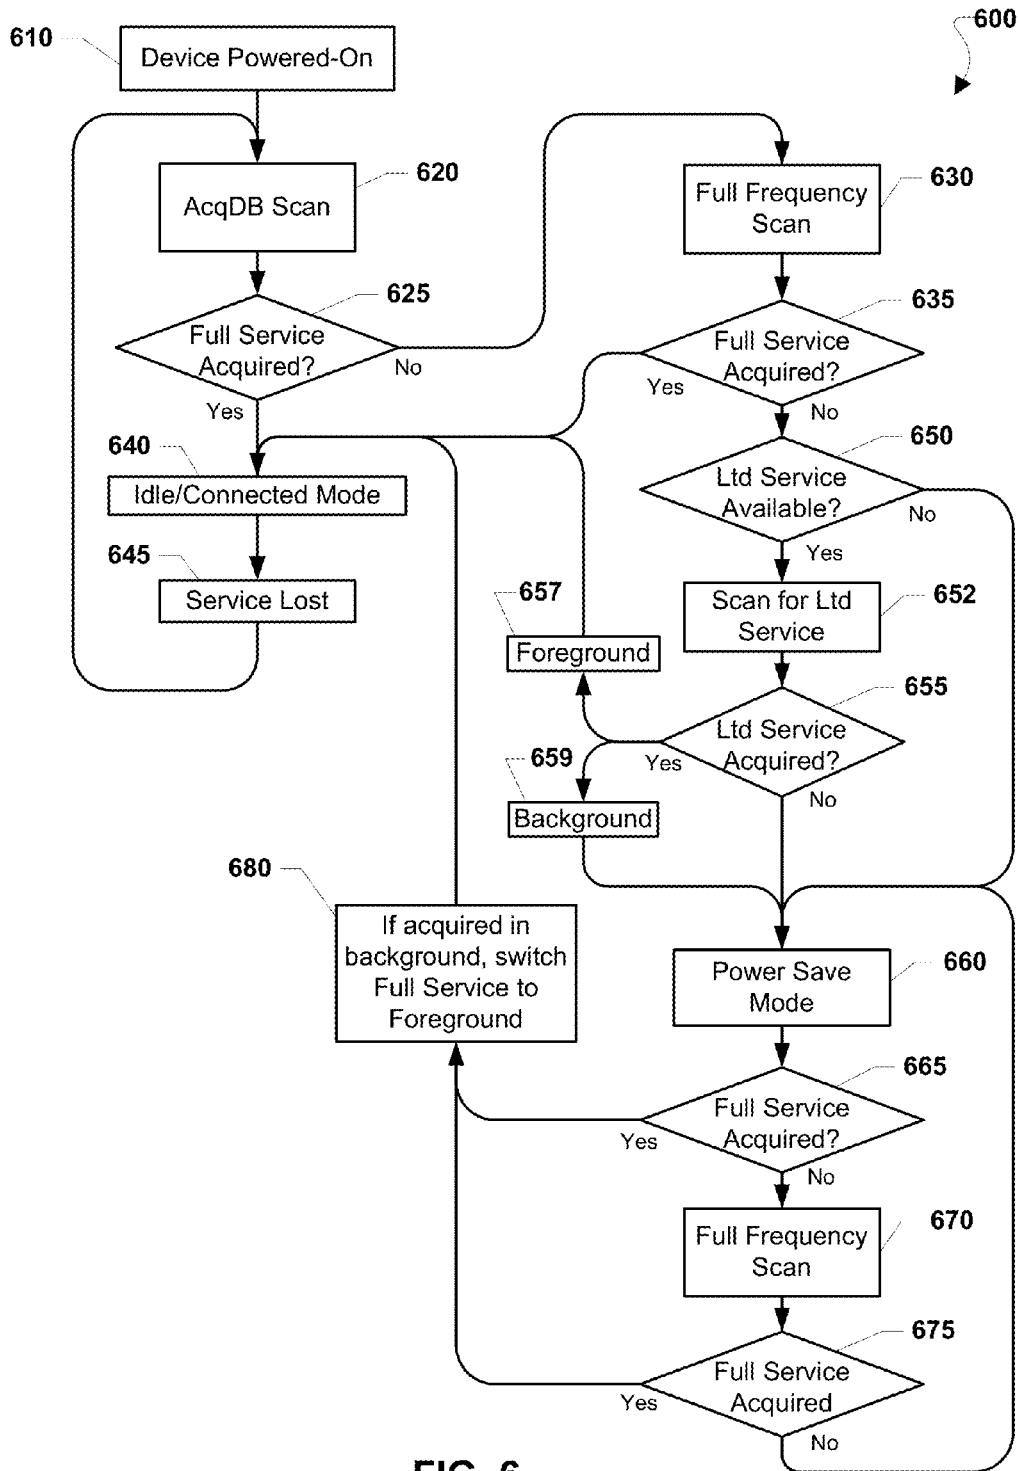 600
610
Device Powered-On
620
AcqDB Scan
630
Full Frequency
Scan
625
Full Service
Acquired?
No
Yes
635
Full Service
Acquired?
Yes
No
640
Idle/Connected Mode
650
Ltd Service
Available?
No
Yes
645
Service Lost
652
Scan for Ltd
Service
657
Foreground
655
Ltd Service
Acquired?
Yes
No
659
Background
680
If acquired in
background, switch
Full Service to
Foreground
660
Power Save
Mode
665
Full Service
Acquired?
Yes
No
670
Full Frequency
Scan
675
Full Service
Acquired
Yes
No
FIG. 6